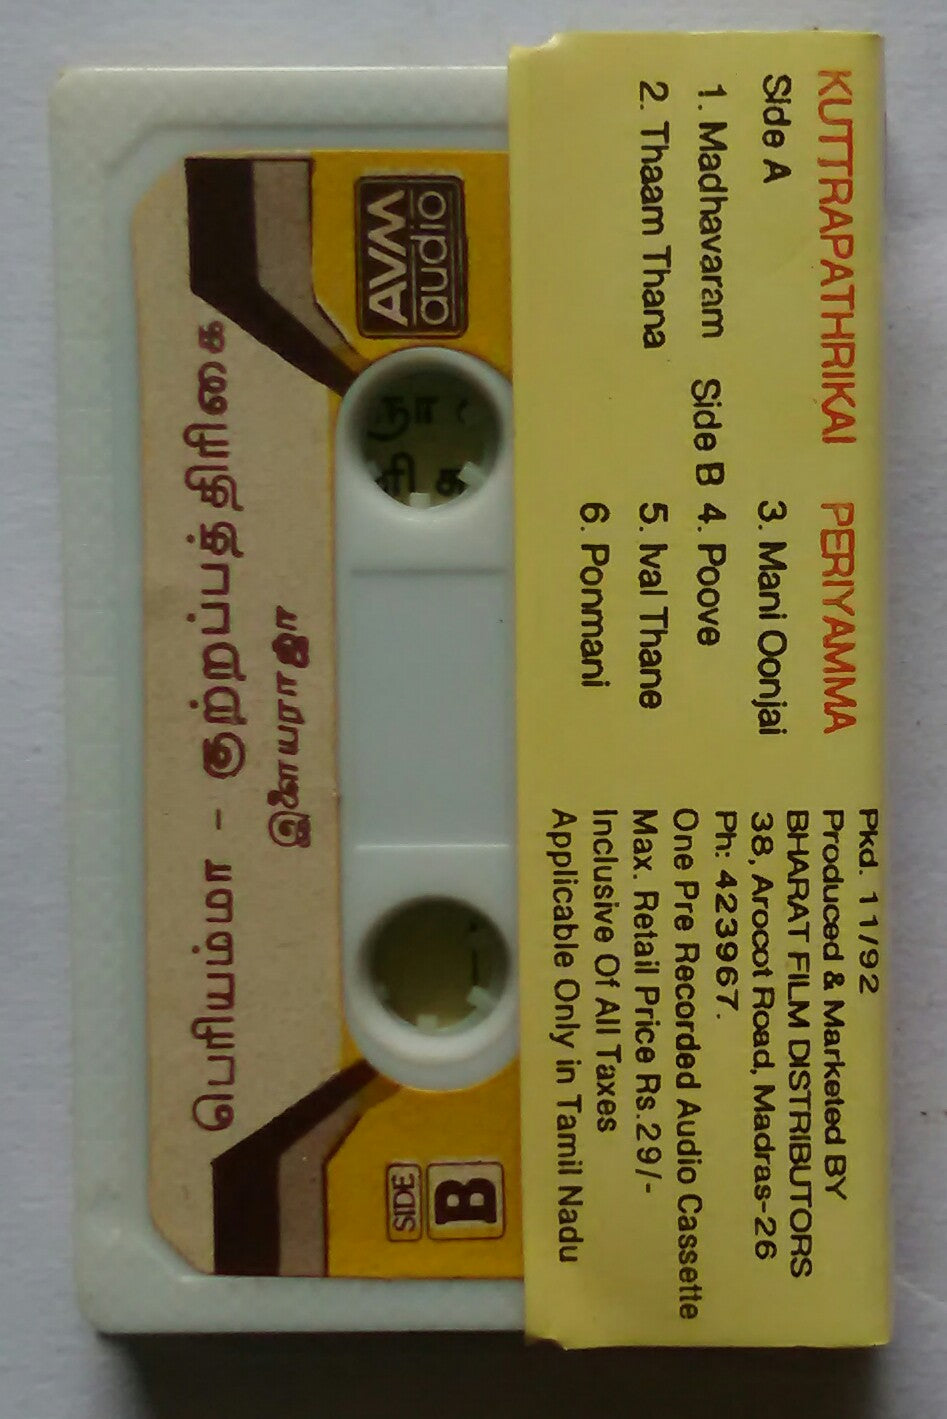 KUTTRAPATHRIKAI PERIYAMMA
Side A
1. Madhavaram
2. Thaam Thana
3. Mani Oonjai
Side B
4. Poove
5. Ival Thane
6. Ponmani
Pkd. 11/92
Produced & Marketed BY
BHARAT FILM DISTRIBUTORS
38, Arocot Road, Madras-26
Ph: 423967.
One Pre Recorded Audio Cassette
Max. Retail Price Rs.29/-
Inclusive Of All Taxes
Applicable Only in Tamil Nadu
AVM
audio
SIDE
B
இளையராஜா
பெரியம்மா - குற்றப்பத்திரிகை